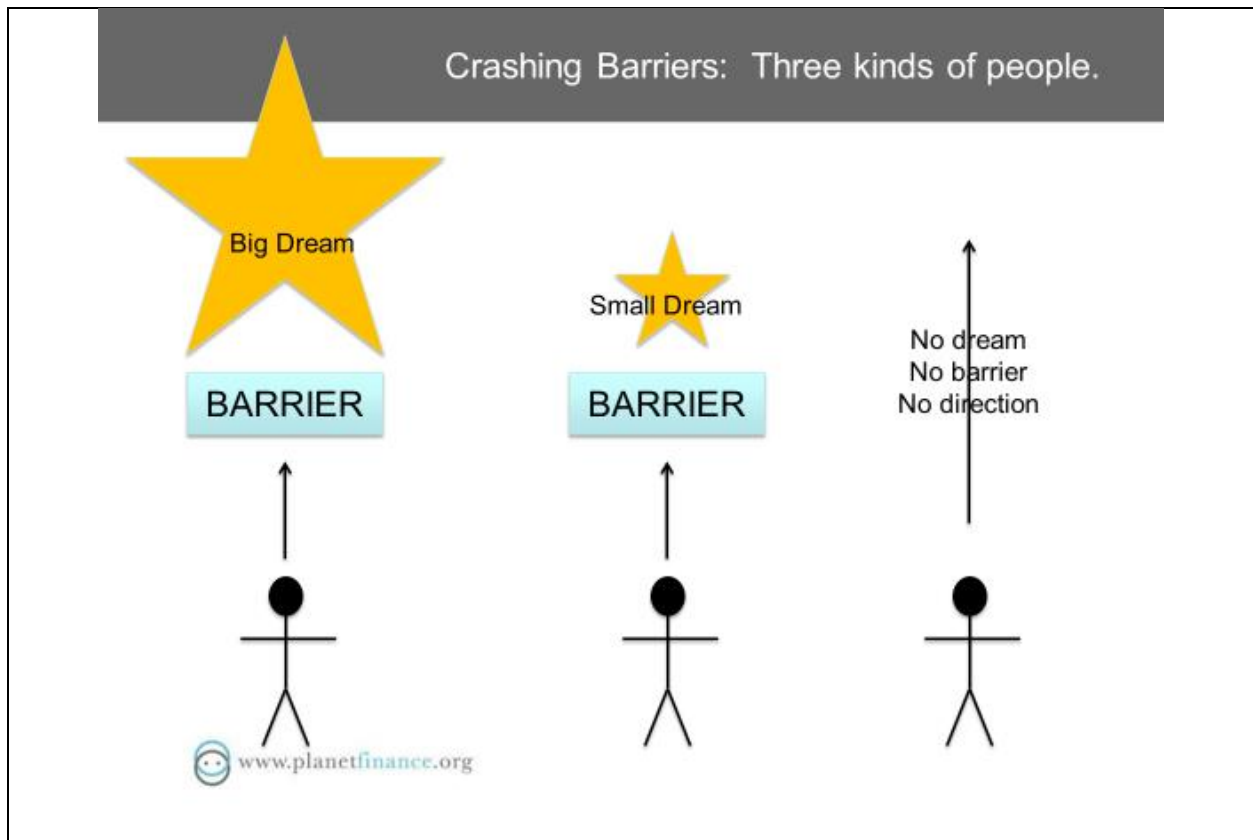 Crashing Barriers: Three kinds of people.
Big Dream
BARRIER
Small Dream
BARRIER
No dream
No barrier
No direction
www.planetfinance.org